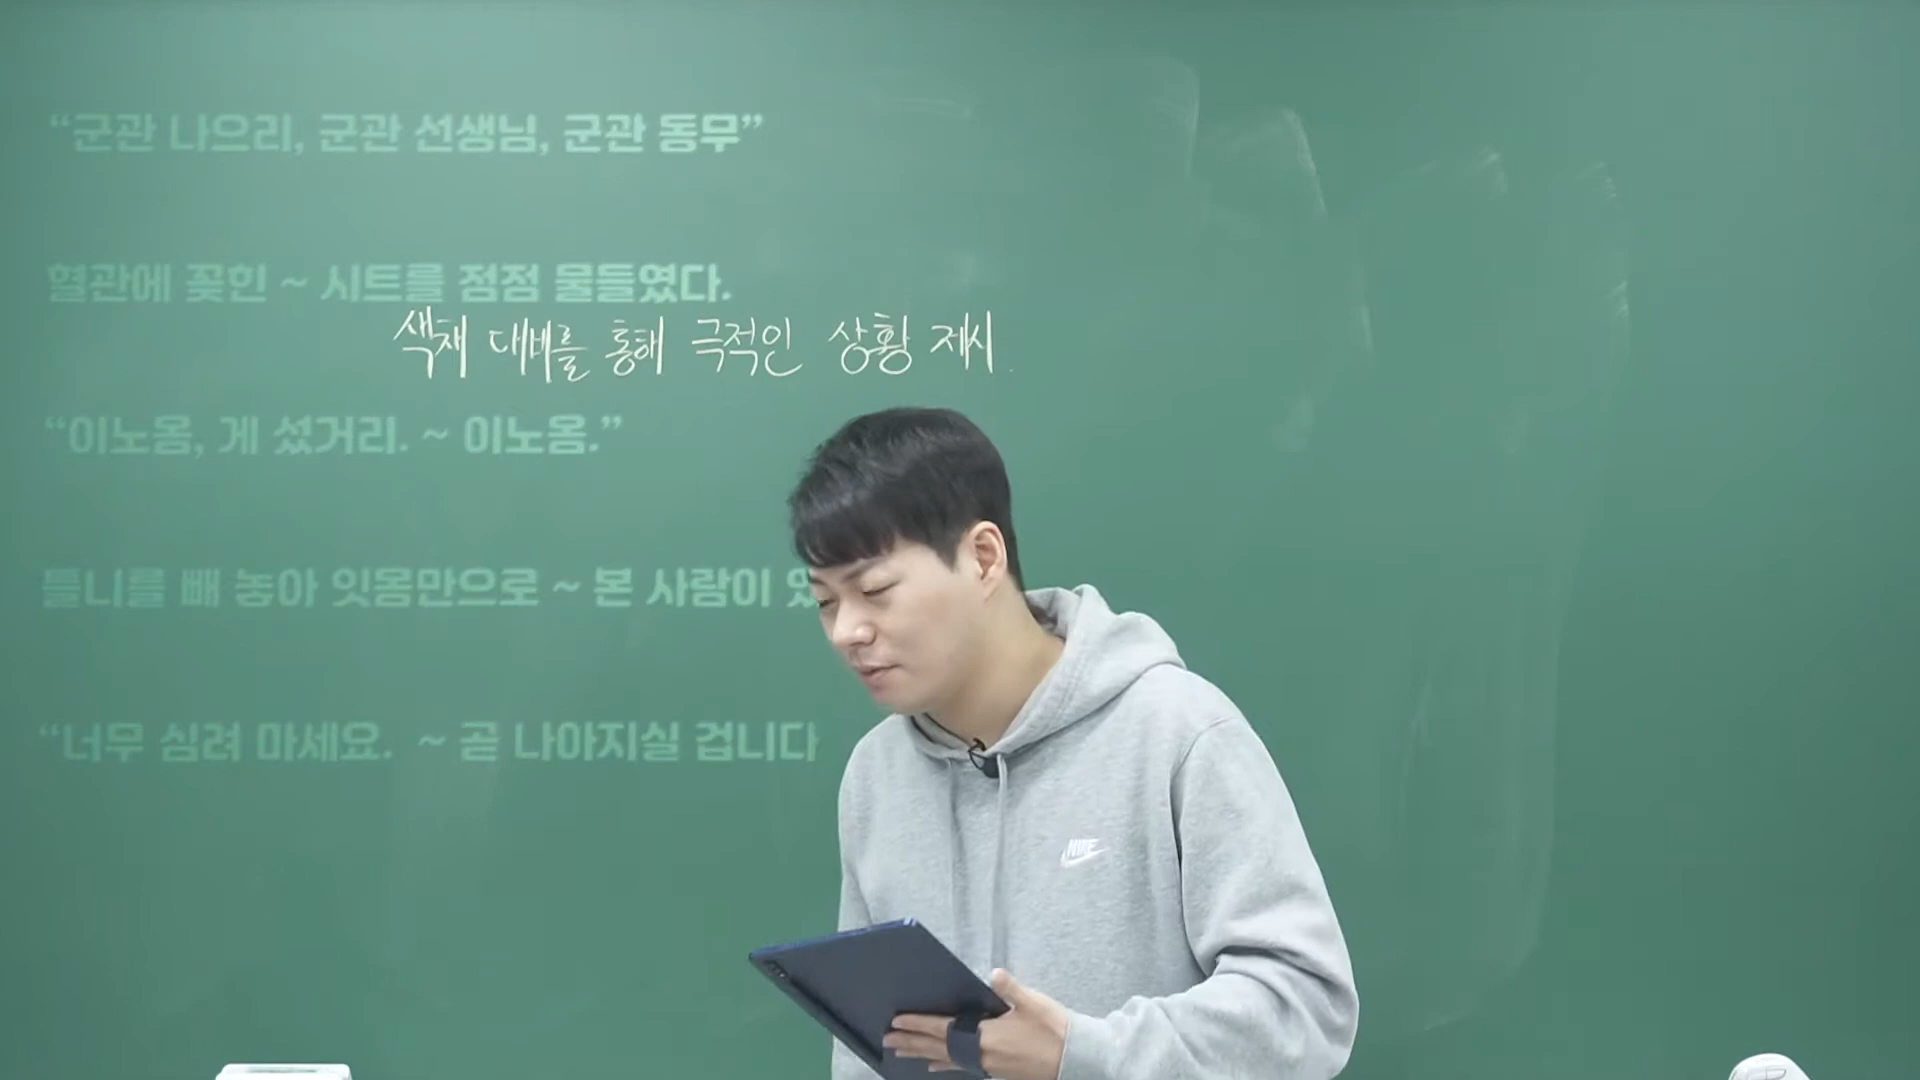 “군관 나으리, 군관 선생님, 군관 동무”
혈관에 꽂힌 ~ 시트를 점점 물들였다.
색채 대비를 통해 극적인 상황 제시.
“이노옴, 게 섰거라. ~ 이노옴.”
틀니를 빼 놓아 잇몸만으로 ~ 본 사람이
“너무 심려 마세요. ~ 곧 나아지실 겁니다
NIKE